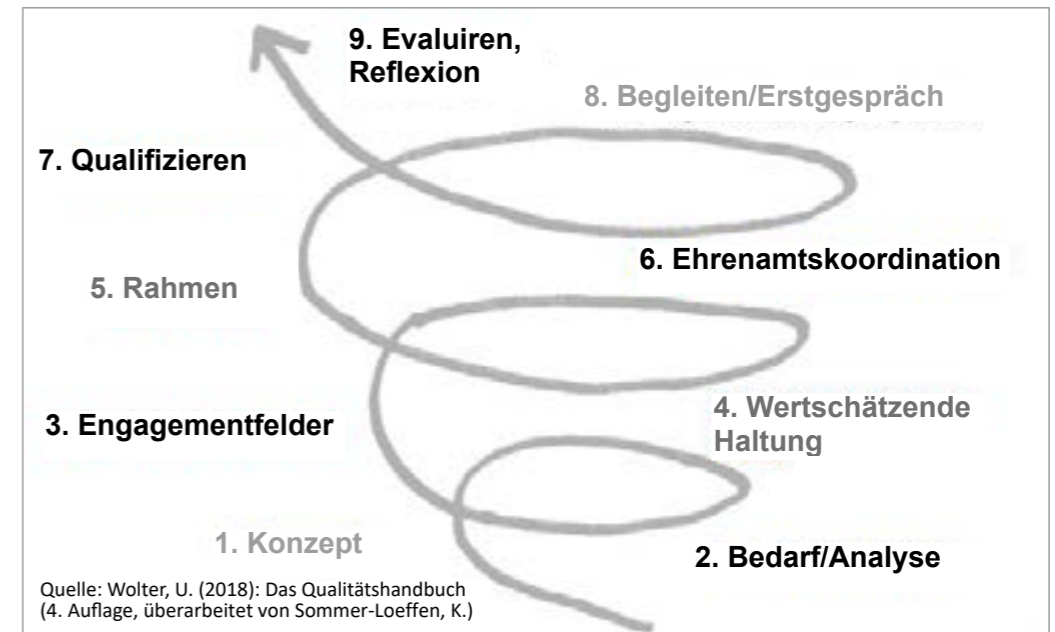 9. Evaluiren,
Reflexion
8. Begleiten/Erstgespräch
7. Qualifizieren
6. Ehrenamtskoordination
5. Rahmen
4. Wertschätzende
Haltung
3. Engagementfelder
1. Konzept
2. Bedarf/Analyse
Quelle: Wolter, U. (2018): Das Qualitätshandbuch
(4. Auflage, überarbeitet von Sommer-Loeffen, K.)